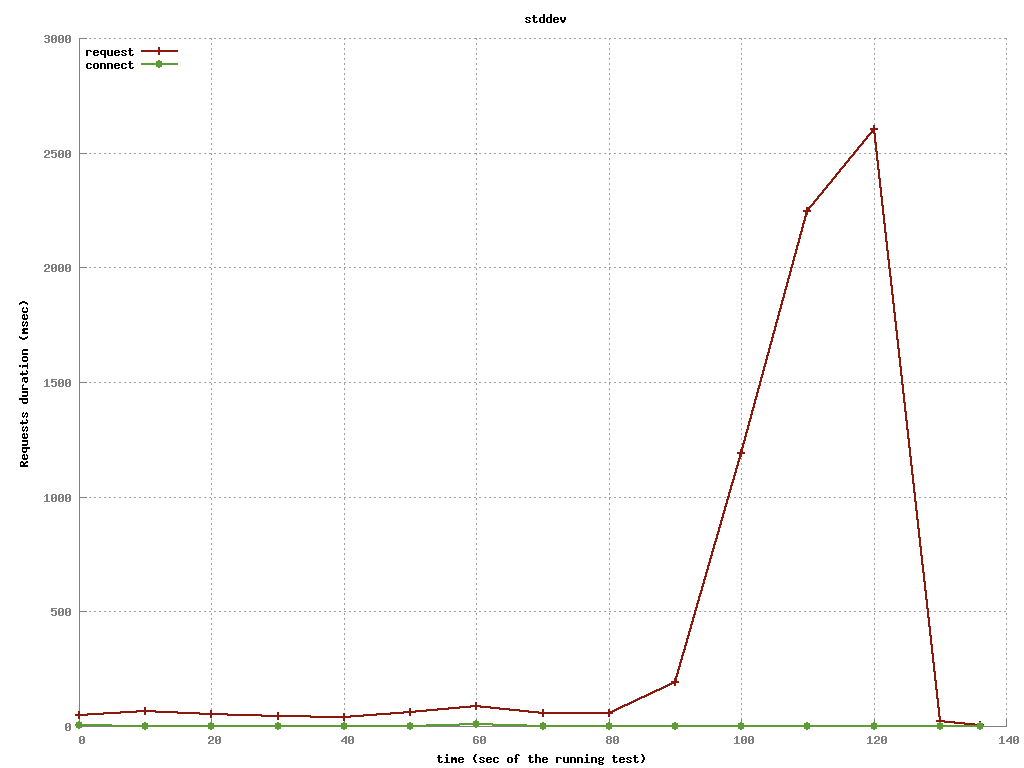 stddev
3000
request
connect
2500
2000
Requests duration (msec)
1500
1000
500
0
0 20 40 60 80 100 120 140
time (sec of the running test)